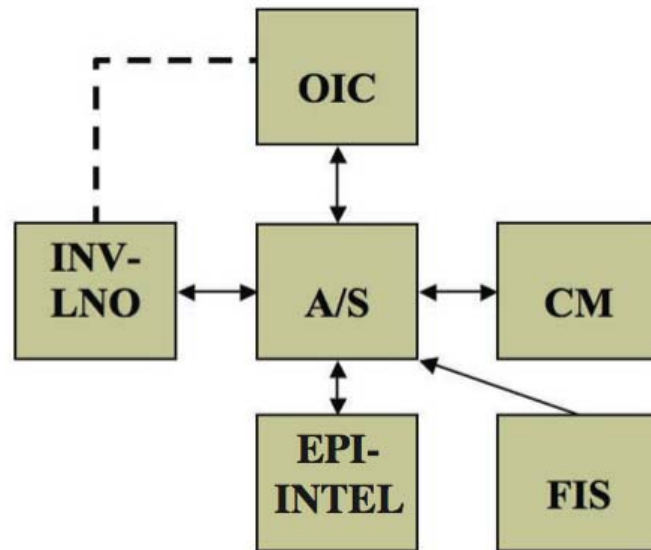 OIC
INV-
LNO
A/S
CM
EPI-
INTEL
FIS